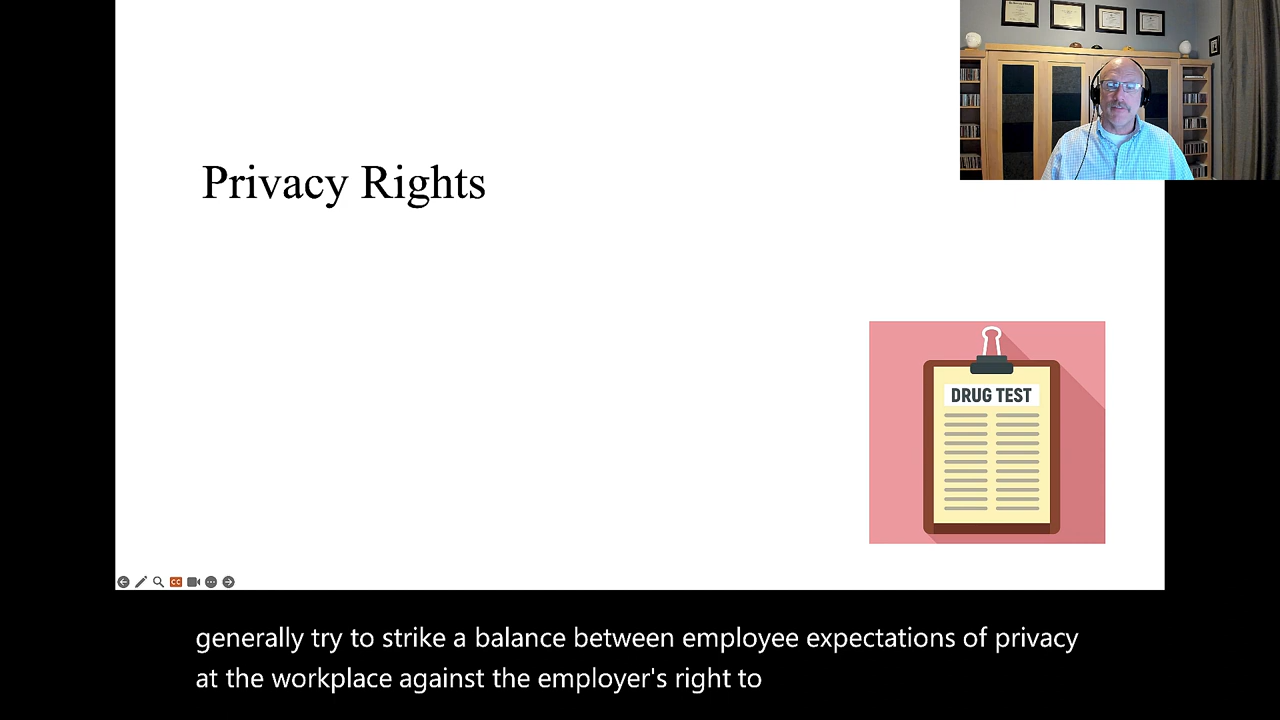 Privacy Rights
DRUG TEST
CC
generally try to strike a balance between employee expectations of privacy
at the workplace against the employer's right to